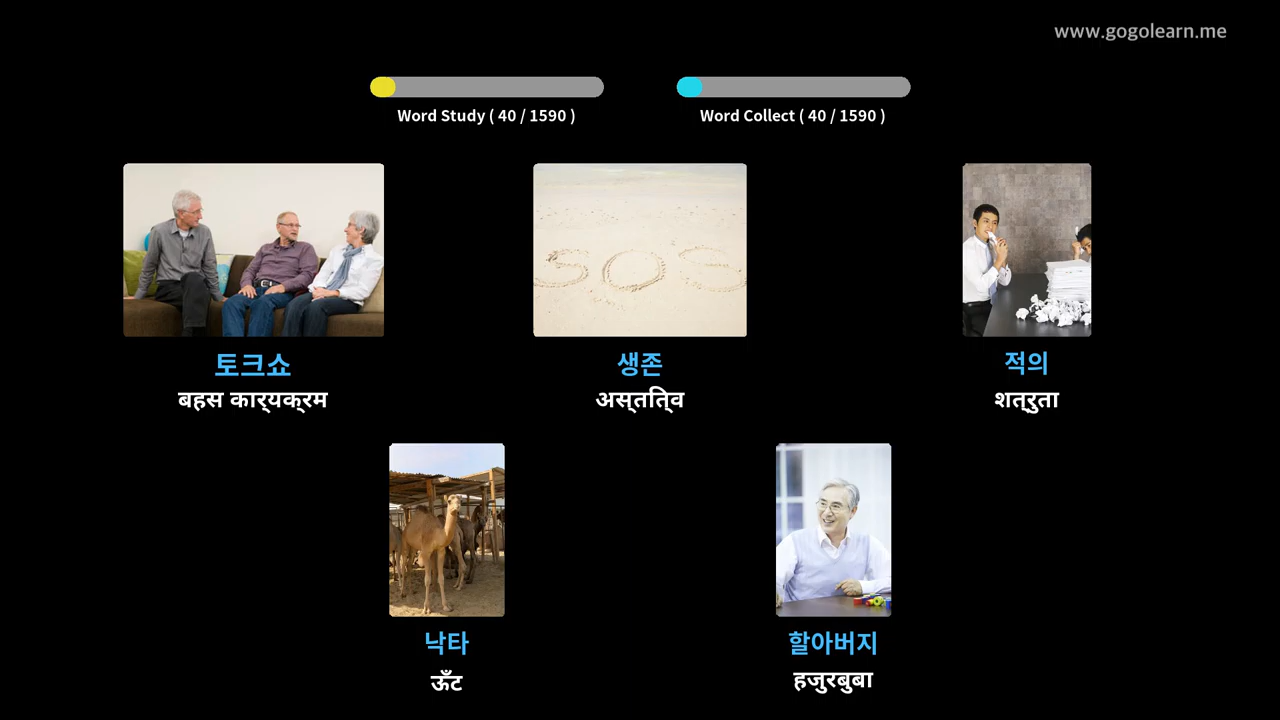 www.gogolearn.me
Word Study ( 40 / 1590 )
Word Collect ( 40 / 1590 )
SOS
토크쇼
बहस कार्यक्रम
생존
अस्तित्व
적의
शत्रुता
낙타
ऊँट
할아버지
हजुरबुबा